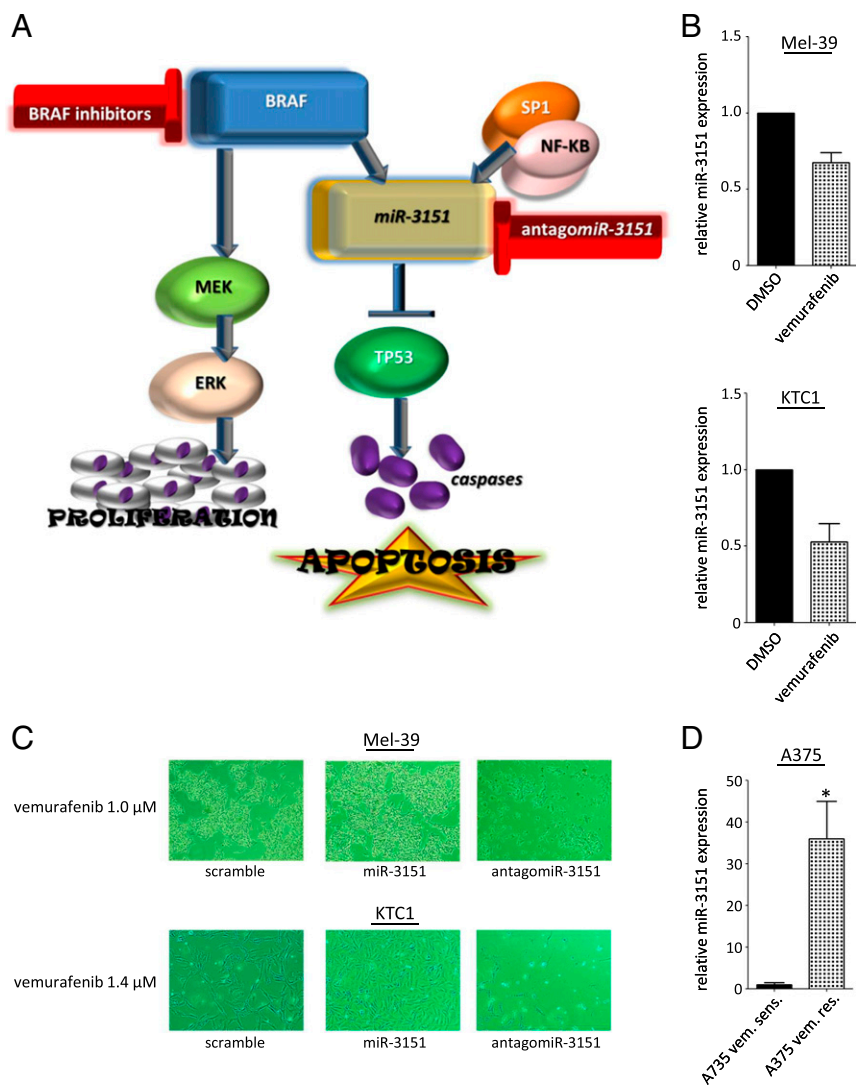 A
BRAF inhibitors
BRAF
SP1
NF-KB
miR-3151
antagomiR-3151
MEK
TP53
ERK
caspases
PROLIFERATION
APOPTOSIS
B
Mel-39
relative miR-3151 expression
1.5
1.0
0.5
0
DMSO
vemurafenib
KTC1
relative miR-3151 expression
1.5
1.0
0.5
0
DMSO
vemurafenib
C
Mel-39
vemurafenib 1.0 µM
scramble
miR-3151
antagomiR-3151
KTC1
vemurafenib 1.4 µM
scramble
miR-3151
antagomiR-3151
D
A375
relative miR-3151 expression
50
40
30
20
10
0
*
A735 vem. sens.
A375 vem. res.